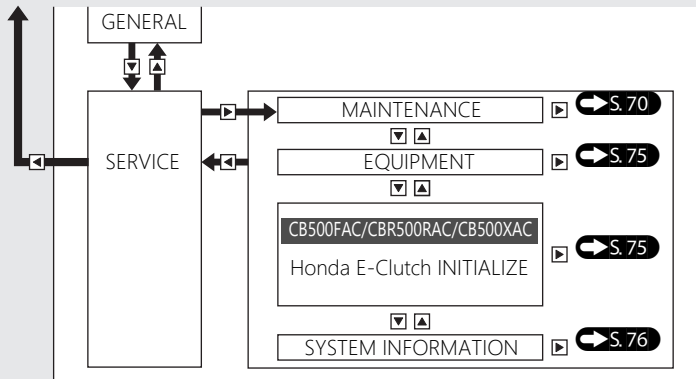 GENERAL
SERVICE
MAINTENANCE
S. 70
EQUIPMENT
S. 75
CB500FAC/CBR500RAC/CB500XAC
Honda E-Clutch INITIALIZE
S. 75
SYSTEM INFORMATION
S. 76